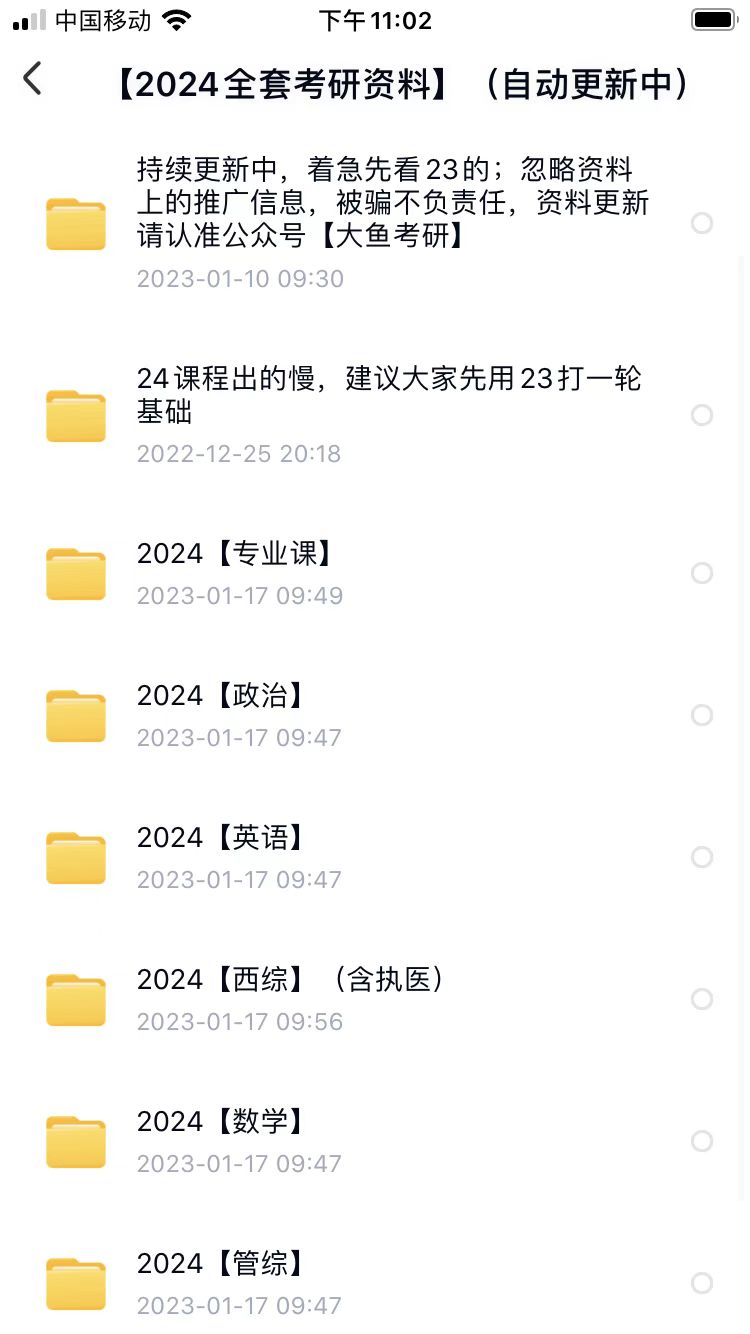 中国移动
下午11:02
【2024全套考研资料】（自动更新中）
持续更新中，着急先看23的；忽略资料
上的推广信息，被骗不负责任，资料更新
请认准公众号【大鱼考研】
2023-01-10 09:30
24课程出的慢，建议大家先用23打一轮
基础
2022-12-25 20:18
2024【专业课】
2023-01-17 09:49
2024【政治】
2023-01-17 09:47
2024【英语】
2023-01-17 09:47
2024【西综】（含执医）
2023-01-17 09:56
2024【数学】
2023-01-17 09:47
2024【管综】
2023-01-17 09:47